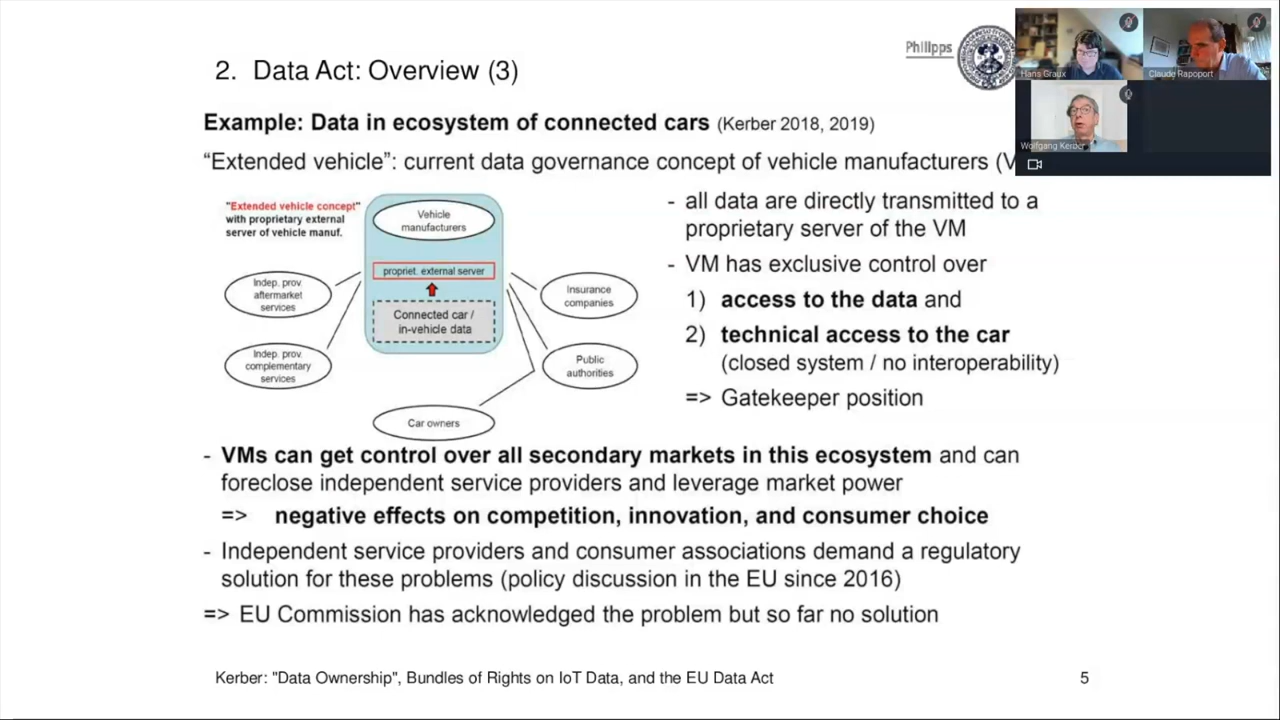 Philipps
2. Data Act: Overview (3)
Hans Graux
Claude Rapoport
Wolfgang Kerber
Example: Data in ecosystem of connected cars (Kerber 2018, 2019)
“Extended vehicle”: current data governance concept of vehicle manufacturers (V
"Extended vehicle concept"
with proprietary external
server of vehicle manuf.
Vehicle
manufacturers
propriet. external server
Connected car /
in-vehicle data
Indep. prov.
aftermarket
services
Indep. prov.
complementary
services
Insurance
companies
Public
authorities
Car owners
- all data are directly transmitted to a
proprietary server of the VM
- VM has exclusive control over
1) access to the data and
2) technical access to the car
(closed system / no interoperability)
=> Gatekeeper position
- VMs can get control over all secondary markets in this ecosystem and can
foreclose independent service providers and leverage market power
=> negative effects on competition, innovation, and consumer choice
- Independent service providers and consumer associations demand a regulatory
solution for these problems (policy discussion in the EU since 2016)
=> EU Commission has acknowledged the problem but so far no solution
Kerber: "Data Ownership", Bundles of Rights on IoT Data, and the EU Data Act
5